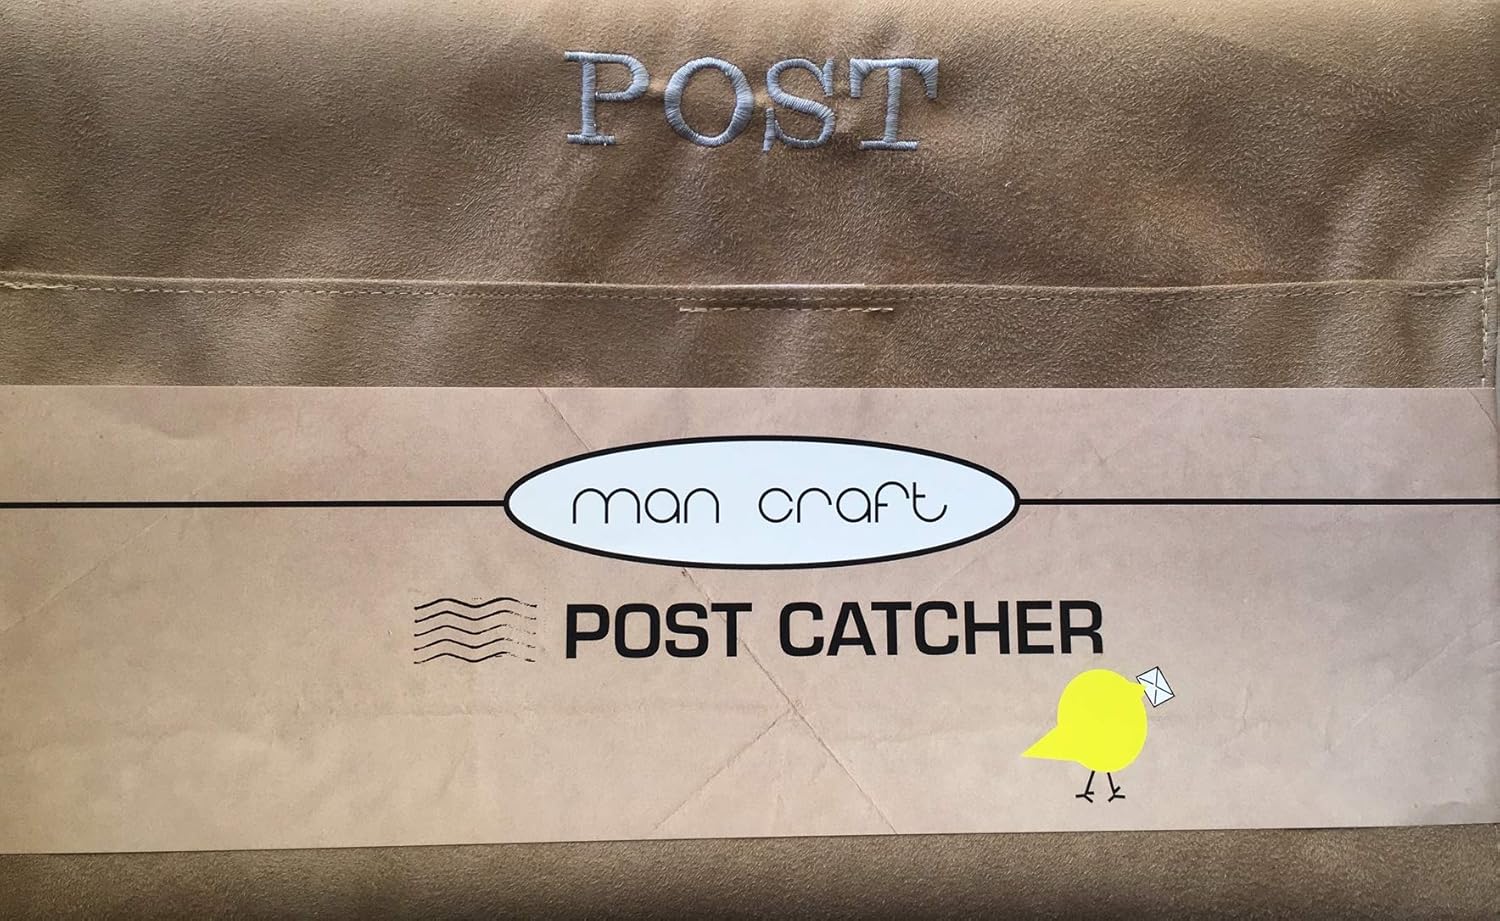 POST
man craft
POST CATCHER